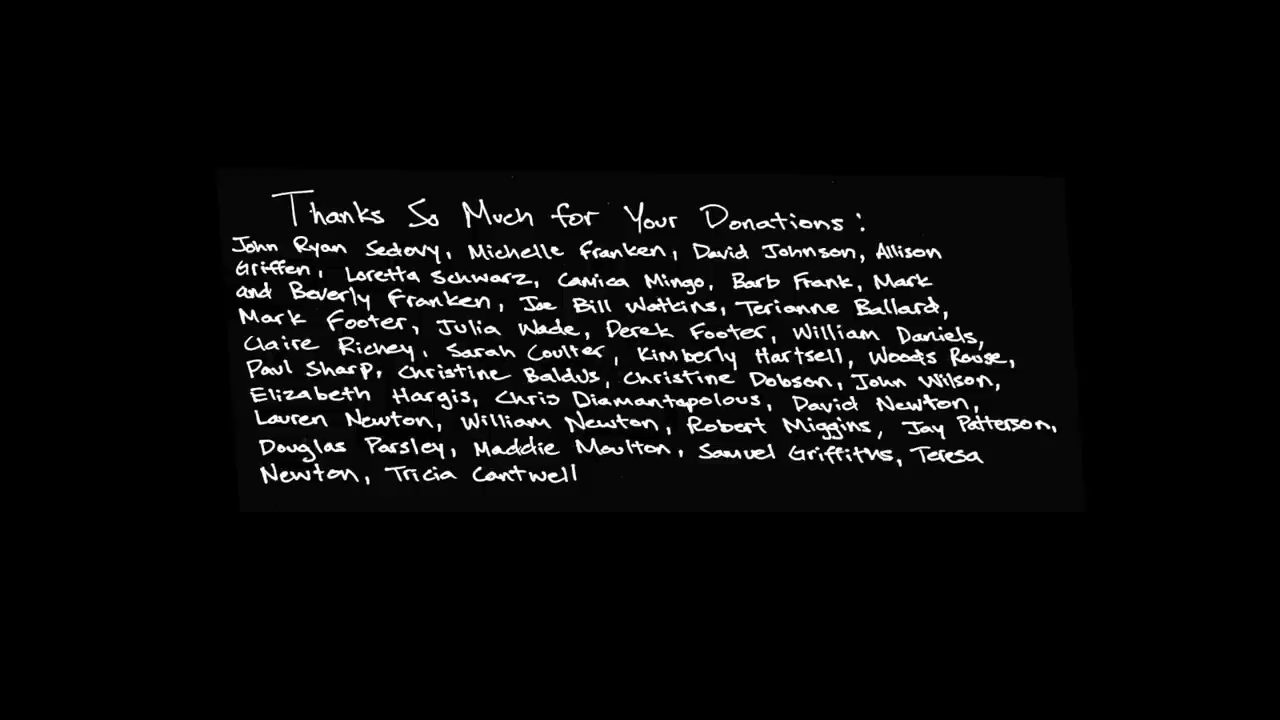 Thanks So Much for Your Donations:
John Ryan Sedovy, Michelle Franken, David Johnson, Allison
Griffen, Loretta Schwarz, Camica Mingo, Barb Frank, Mark
and Beverly Franken, Joe Bill Watkins, Terianne Ballard,
Mark Footer, Julia Wade, Derek Footer, William Daniels,
Claire Richey, Sarah Coulter, Kimberly Hartsell, Woods Rouse,
Paul Sharp, Christine Baldus, Christine Dobson, John Wilson,
Elizabeth Hargis, Chris Diamantopolous, David Newton,
Lauren Newton, William Newton, Robert Miggins, Jay Patterson,
Douglas Parsley, Maddie Moulton, Samuel Griffiths, Teresa
Newton, Tricia Cantwell